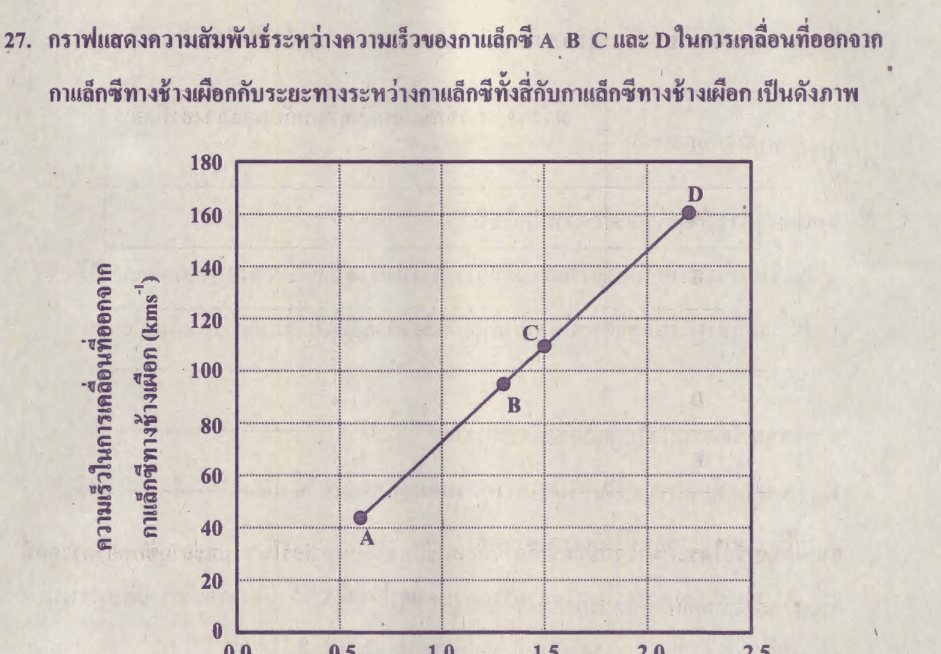 27. กราฟแสดงความสัมพันธ์ระหว่างความเร็วของกาแล็กซี A B C และ D ในการเคลื่อนที่ออกจาก
กาแล็กซีทางช้างเผือกกับระยะทางระหว่างกาแล็กซีทั้งสี่กับกาแล็กซีทางช้างเผือก เป็นดังภาพ
ความเร็วในการเคลื่อนที่ออกจาก
กาแล็กซีทางช้างเผือก (kms⁻¹)
180
160
140
120
100
80
60
40
20
0
D
C
B
A
0.0 0.5 1.0 1.5 2.0 2.5